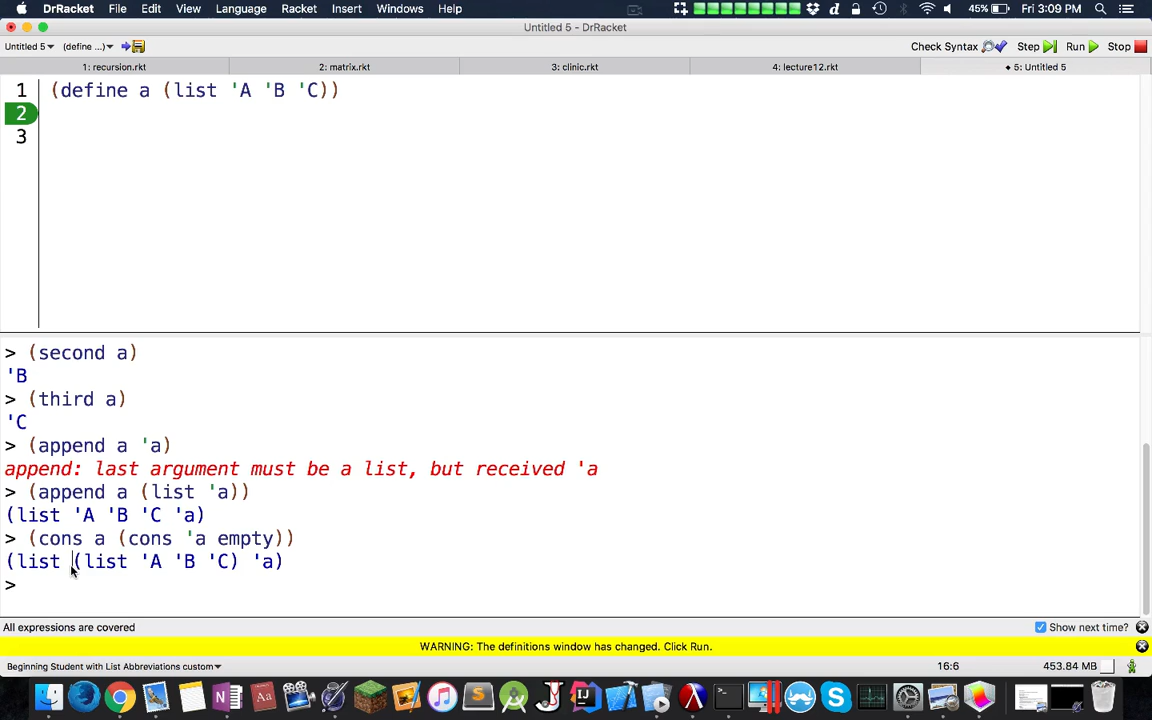 DrRacket File Edit View Language Racket Insert Windows Help 45% Fri 3:09 PM
Untitled 5 - DrRacket
Untitled 5 (define ...) Check Syntax Step Run Stop
1: recursion.rkt 2: matrix.rkt 3: clinic.rkt 4: lecture12.rkt 5: Untitled 5
1 (define a (list 'A 'B 'C))
2
3
> (second a)
'B
> (third a)
'C
> (append a 'a)
append: last argument must be a list, but received 'a
> (append a (list 'a))
(list 'A 'B 'C 'a)
> (cons a (cons 'a empty))
(list (list 'A 'B 'C) 'a)
>
All expressions are covered Show next time?
WARNING: The definitions window has changed. Click Run.
Beginning Student with List Abbreviations custom 16:6 453.84 MB